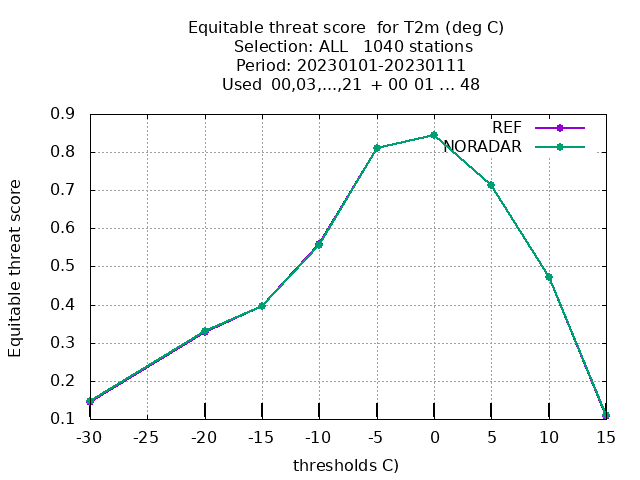 Equitable threat score  for T2m (deg C)
Selection: ALL   1040 stations
Period: 20230101-20230111
Used  00,03,...,21  + 00 01 ... 48
REF
NORADAR
Equitable threat score
0.9
0.8
0.7
0.6
0.5
0.4
0.3
0.2
0.1
-30 -25 -20 -15 -10 -5 0 5 10 15
thresholds C)